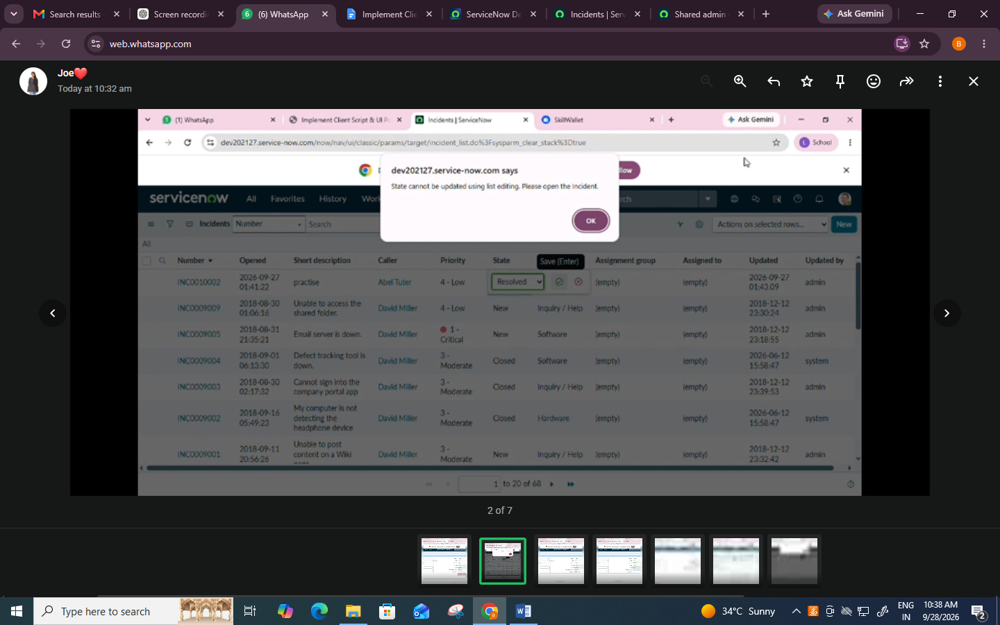 Search results
Screen recordi
6 (6) WhatsApp
Implement Clie
ServiceNow De
Incidents | Serv
Shared admin
Ask Gemini
web.whatsapp.com
B
Joe❤️
Today at 10:32 am
1 (1) WhatsApp
Implement Client Script & UI Po
Incidents | ServiceNow
SkillWallet
Ask Gemini
dev202127.service-now.com/now/nav/ui/classic/params/target/incident_list.do%3Fsysparm_clear_stack%3Dtrue
L School
dev202127.service-now.com says
State cannot be updated using list editing. Please open the Incident.
OK
llow
servicenow All Favorites History Work rch
Incidents Number Search Actions on selected rows... New
All
Number Opened Short description Caller Priority State Save (Enter) Assignment group Assigned to Updated Updated by
INC0010002 2026-09-27 01:41:22 practise Abel Tuter 4 - Low Resolved (empty) (empty) 2026-09-27 01:43:09 admin
INC0009009 2018-08-30 01:06:16 Unable to access the shared folder. David Miller 4 - Low New Inquiry / Help (empty) (empty) 2018-12-12 23:30:24 admin
INC0009005 2018-08-31 21:35:21 Email server is down. David Miller 1 - Critical New Software (empty) (empty) 2018-12-12 23:18:55 admin
INC0009004 2018-09-01 06:13:30 Defect tracking tool is down. David Miller 3 - Moderate Closed Software (empty) (empty) 2026-06-12 15:58:47 system
INC0009003 2018-08-30 02:17:32 Cannot sign into the company portal app David Miller 3 - Moderate Closed Inquiry / Help (empty) (empty) 2018-12-12 23:39:53 admin
INC0009002 2018-09-16 05:49:23 My computer is not detecting the headphone device David Miller 3 - Moderate Closed Hardware (empty) (empty) 2026-06-12 15:58:47 system
INC0009001 2018-09-11 20:56:26 Unable to post content on a Wiki David Miller 3 - Moderate New Inquiry / Help (empty) (empty) 2018-12-12 23:32:42 admin
1 to 20 of 68
2 of 7
Type here to search
34°C Sunny
ENG
IN
10:38 AM
9/28/2026
2